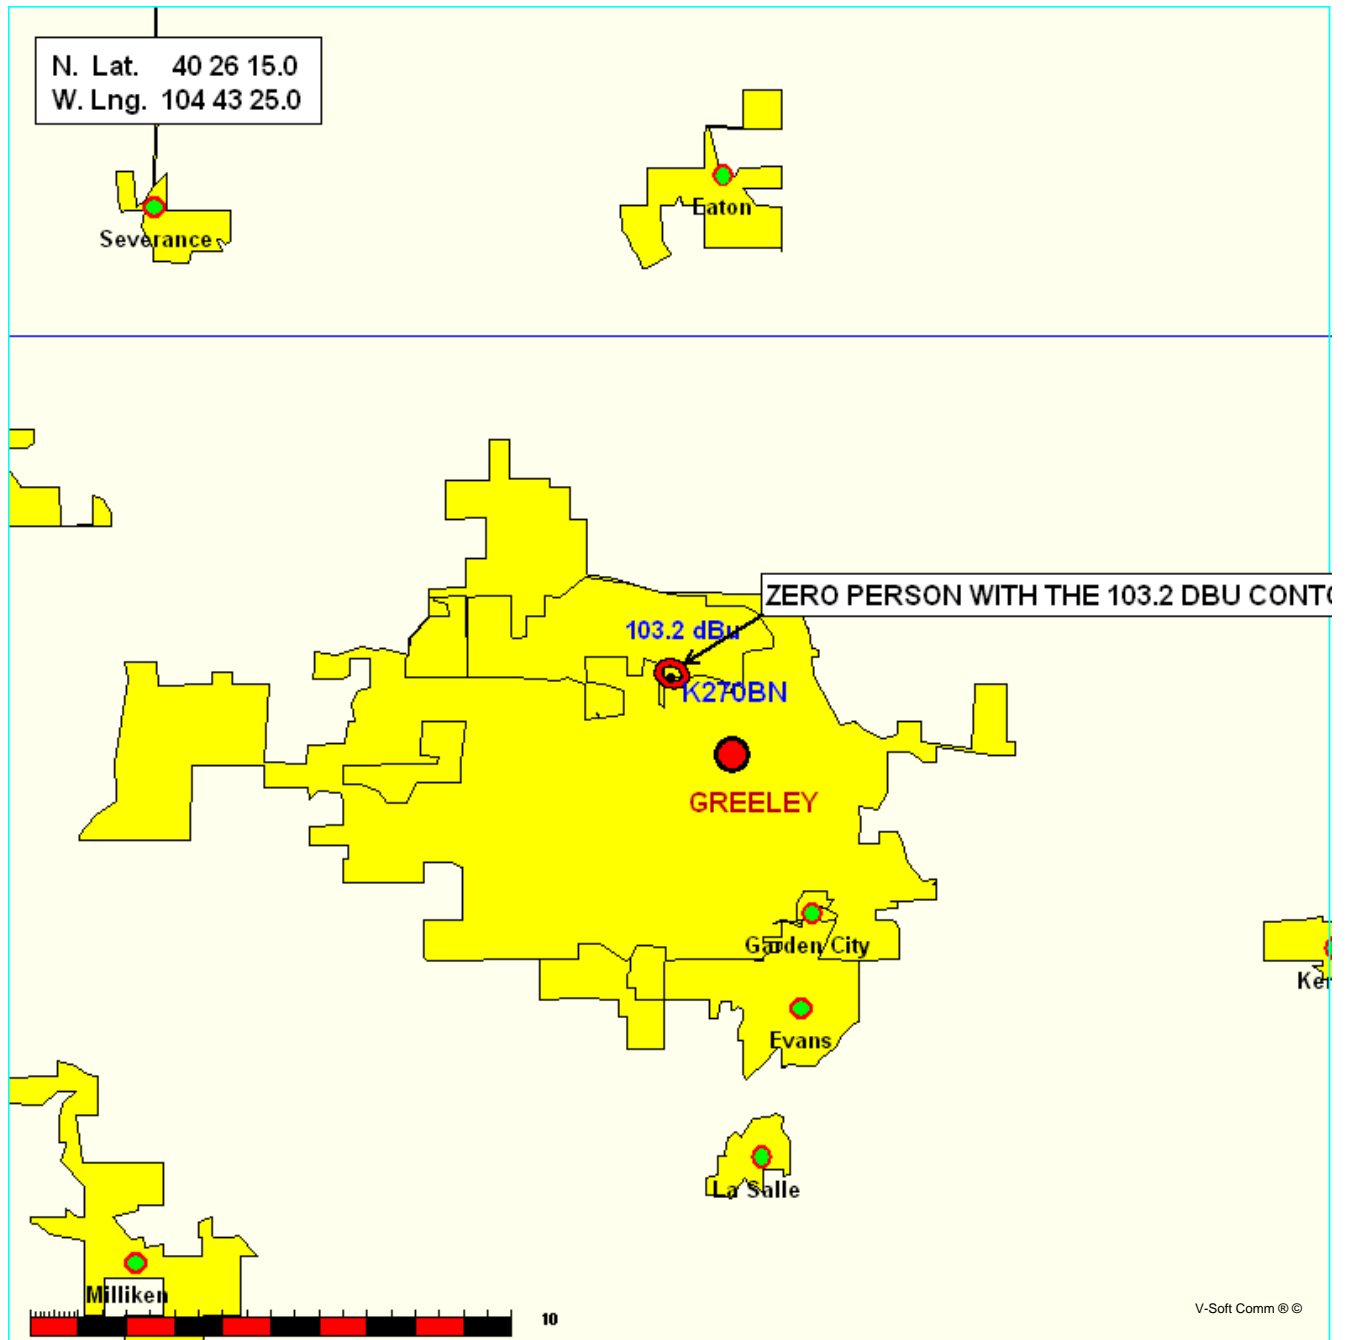 N. Lat. 40 26 15.0
W. Lng. 104 43 25.0
Eaton
Severance
ZERO PERSON WITH THE 103.2 DBU
103.2 dBu
K270BN
GREELEY
Garden City
Evans
La Salle
Milliken
10
V-Soft Comm ® ©